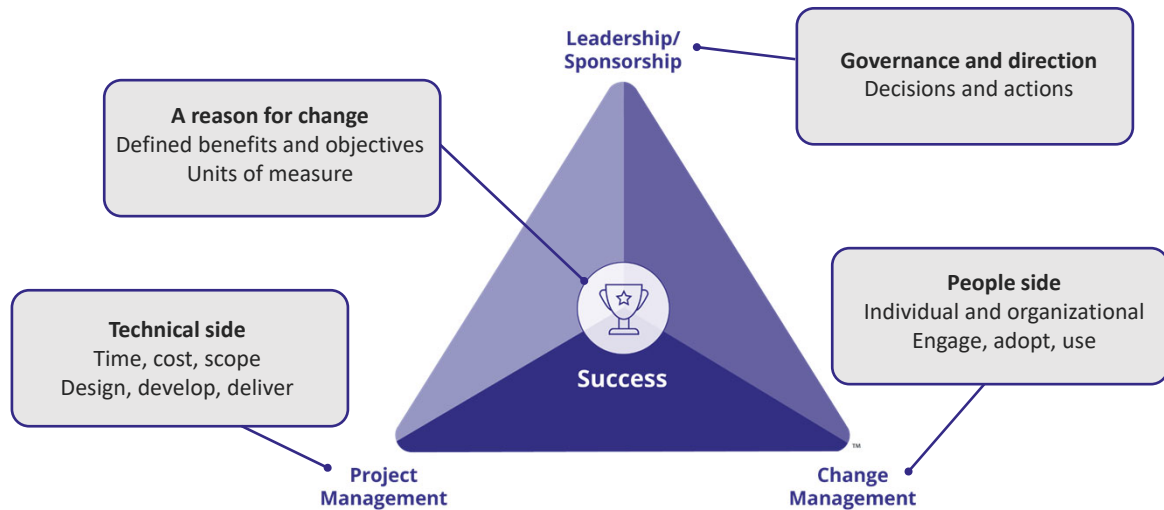 Leadership/
Sponsorship
Governance and direction
Decisions and actions
A reason for change
Defined benefits and objectives
Units of measure
People side
Individual and organizational
Engage, adopt, use
Technical side
Time, cost, scope
Design, develop, deliver
Success
TM
Project
Management
Change
Management